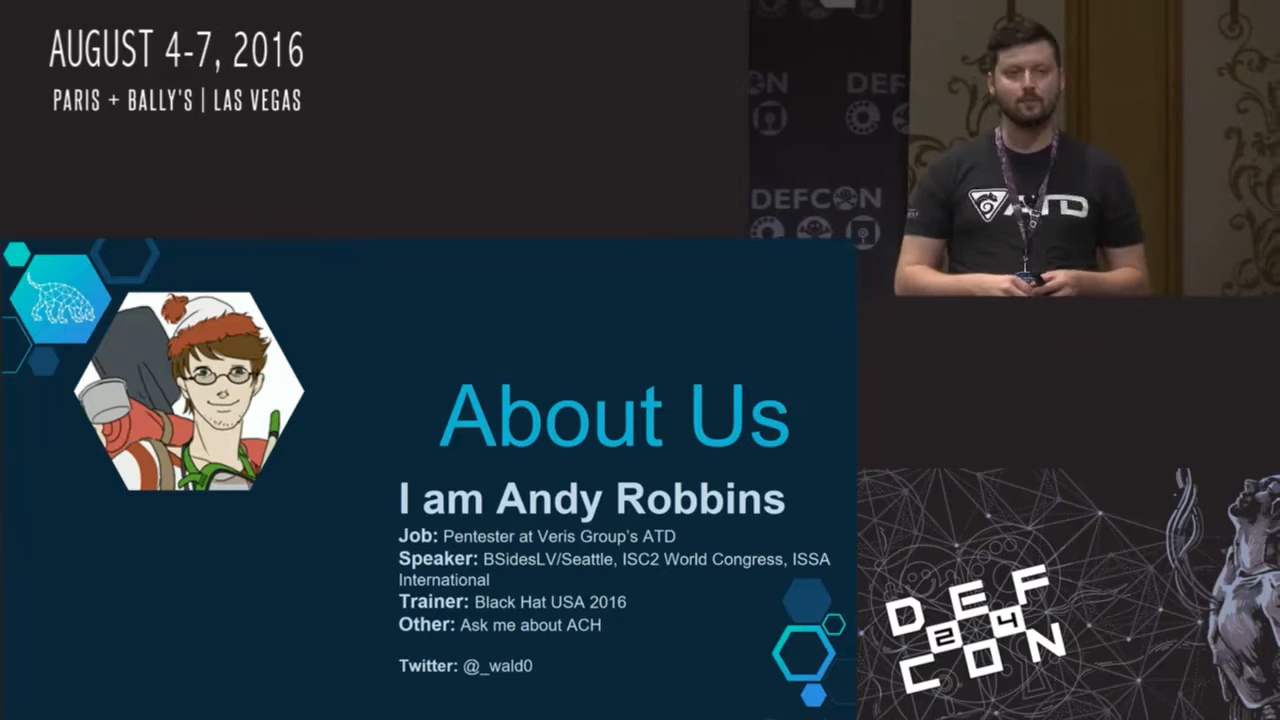 AUGUST 4-7, 2016
PARIS + BALLY'S | LAS VEGAS
CON
DEF
DEFCON
ATD
About Us
I am Andy Robbins
Job: Pentester at Veris Group's ATD
Speaker: BSidesLV/Seattle, ISC2 World Congress, ISSA
International
Trainer: Black Hat USA 2016
Other: Ask me about ACH
Twitter: @_wald0
DEF
24
CON